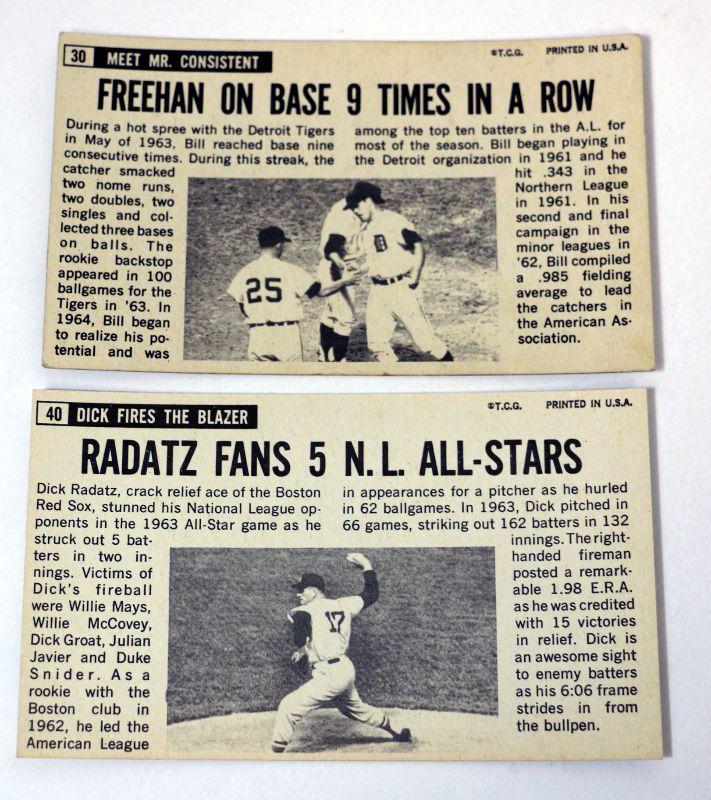 30 MEET MR. CONSISTENT ©T.C.G. PRINTED IN U.S.A.
FREEHAN ON BASE 9 TIMES IN A ROW
During a hot spree with the Detroit Tigers
in May of 1963, Bill reached base nine
consecutive times. During this streak, the
catcher smacked
two nome runs,
two doubles, two
singles and col-
lected three bases
on balls. The
rookie backstop
appeared in 100
ballgames for the
Tigers in '63. In
1964, Bill began
to realize his po-
tential and was
among the top ten batters in the A.L. for
most of the season. Bill began playing in
the Detroit organization in 1961 and he
hit .343 in the
Northern League
in 1961. In his
second and final
campaign in the
minor leagues in
'62, Bill compiled
a .985 fielding
average to lead
the catchers in
the American As-
sociation.
25
D
40 DICK FIRES THE BLAZER ©T.C.G. PRINTED IN U.S.A.
RADATZ FANS 5 N.L. ALL-STARS
Dick Radatz, crack relief ace of the Boston
Red Sox, stunned his National League op-
ponents in the 1963 All-Star game as he
struck out 5 bat-
ters in two in-
nings. Victims of
Dick's fireball
were Willie Mays,
Willie McCovey,
Dick Groat, Julian
Javier and Duke
Snider. As a
rookie with the
Boston club in
1962, he led the
American League
in appearances for a pitcher as he hurled
in 62 ballgames. In 1963, Dick pitched in
66 games, striking out 162 batters in 132
innings. The right-
handed fireman
posted a remark-
able 1.98 E.R.A.
as he was credited
with 15 victories
in relief. Dick is
an awesome sight
to enemy batters
as his 6:06 frame
strides in from
the bullpen.
17